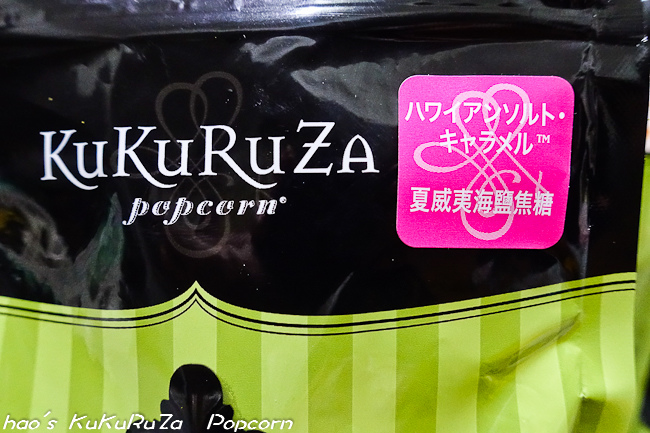 KuKuRuZa
popcorn®
ハワイアンソルト・
キャラメル™
夏威東海鹽焦糖
hao's KuKuRuZa Popcorn